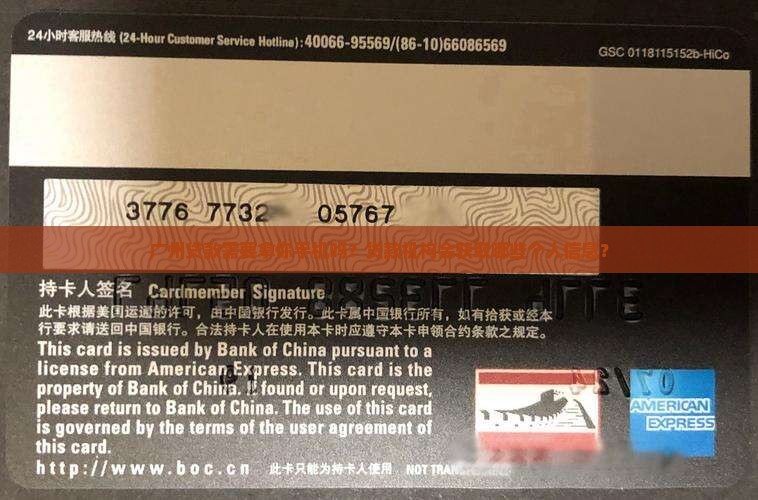 24小时客服热线 (24-Hour Customer Service Hotline):40066-95569/(86-10)66086569
GSC 0118115152b-HiCo
3776 7732 05767
持卡人签名 Cardmember Signature
此卡根据美国运通的许可，由中国银行发行。此卡属中国银行所有，如有拾获或经本
行要求请送回中国银行。合法持卡人在使用本卡时应遵守本卡申领合约条款之规定。
This card is issued by Bank of China pursuant to a
license from American Express. This card is the
property of Bank of China. If found or upon request,
please return to Bank of China. The use of this card
is governed by the terms of the user agreement of
this card.
http://www.boc.cn 此卡只能为持卡人使用 NOT
AMERICAN
EXPRESS